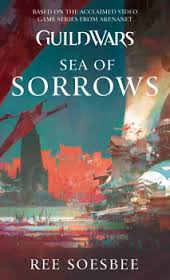 BASED ON THE ACCLAIMED VIDEO
GAME SERIES FROM ARENANET
GUILDWARS
SEA OF
SORROWS
REE SOESBEE